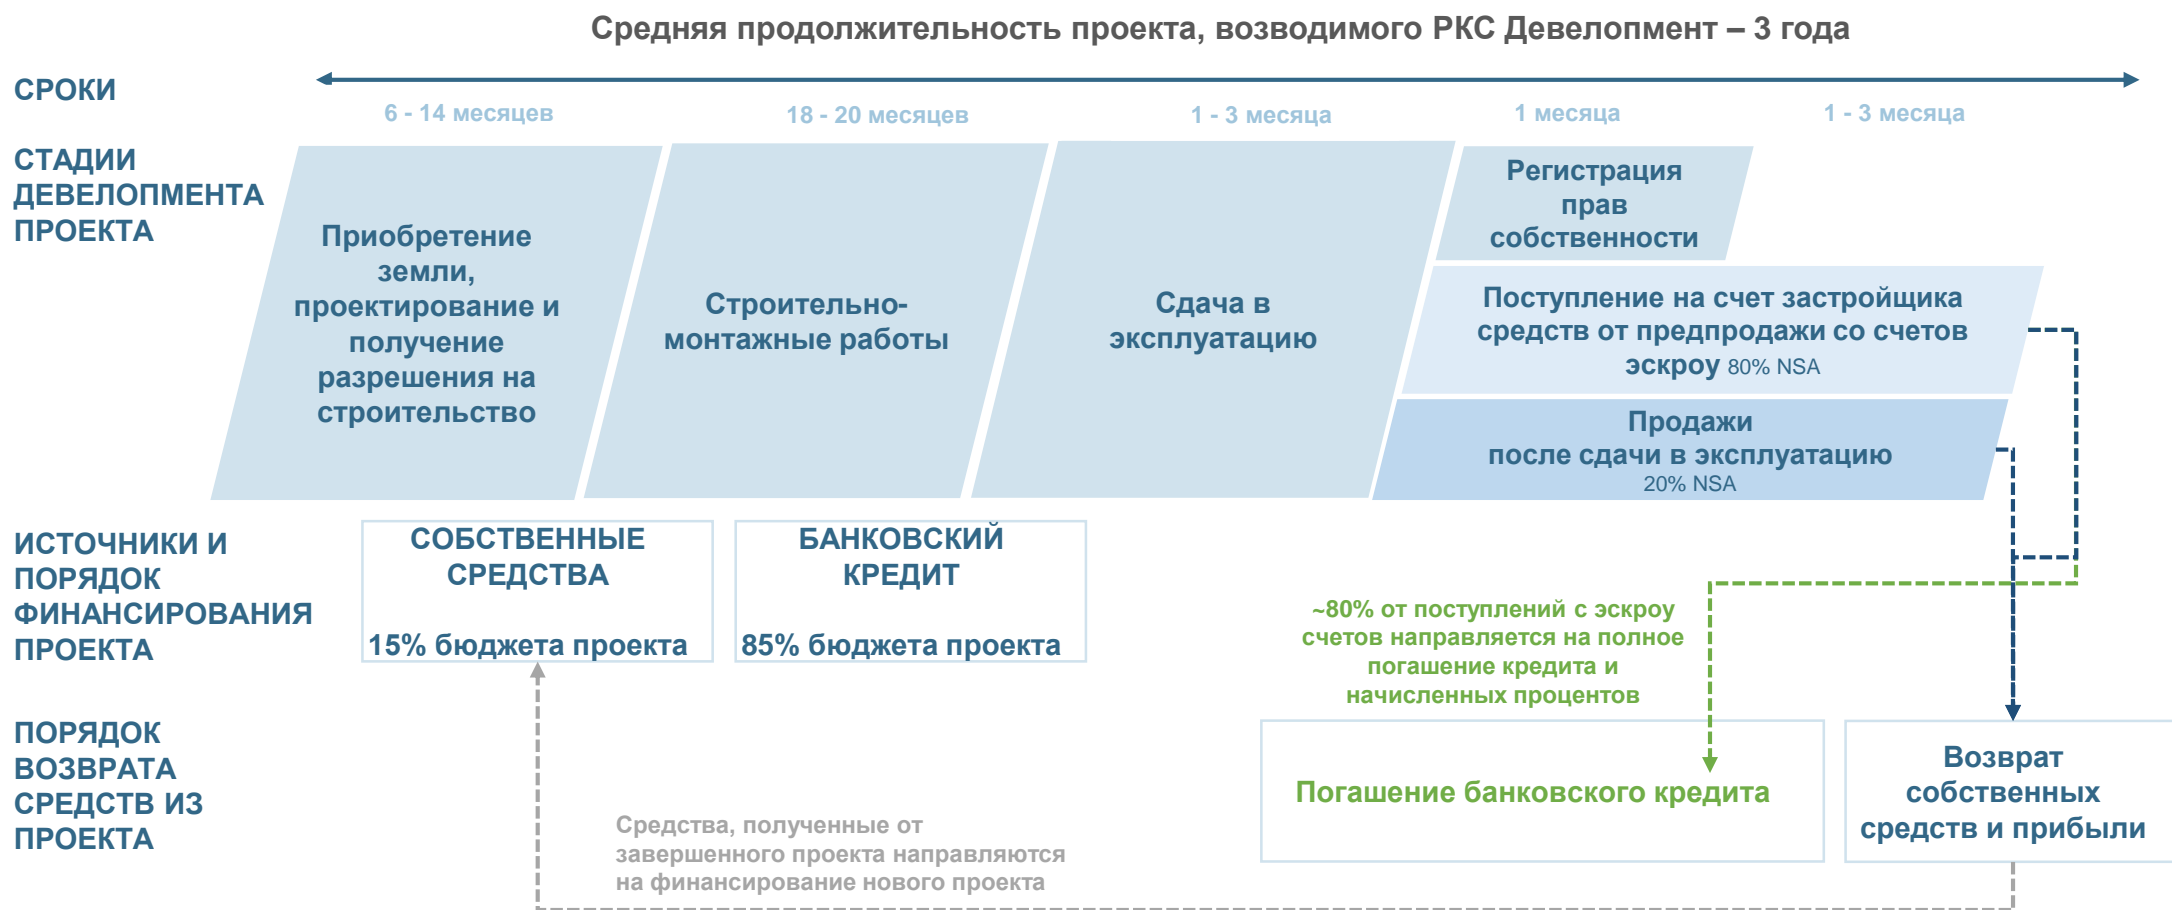 Средняя продолжительность проекта, возводимого РКС Девелопмент – 3 года
СРОКИ
6 - 14 месяцев
18 - 20 месяцев
1 - 3 месяца
1 месяца
1 - 3 месяца
СТАДИИ
ДЕВЕЛОПМЕНТА
ПРОЕКТА
Приобретение
земли,
проектирование и
получение
разрешения на
строительство
Строительно-
монтажные работы
Сдача в
эксплуатацию
Регистрация
прав
собственности
Поступление на счет застройщика
средств от предпродажи со счетов
эскроу 80% NSA
Продажи
после сдачи в эксплуатацию
20% NSA
ИСТОЧНИКИ И
ПОРЯДОК
ФИНАНСИРОВАНИЯ
ПРОЕКТА
СОБСТВЕННЫЕ
СРЕДСТВА
15% бюджета проекта
БАНКОВСКИЙ
КРЕДИТ
85% бюджета проекта
~80% от поступлений с эскроу
счетов направляется на полное
погашение кредита и
начисленных процентов
ПОРЯДОК
ВОЗВРАТА
СРЕДСТВ ИЗ
ПРОЕКТА
Погашение банковского кредита
Возврат
собственных
средств и прибыли
Средства, полученные от
завершенного проекта направляются
на финансирование нового проекта